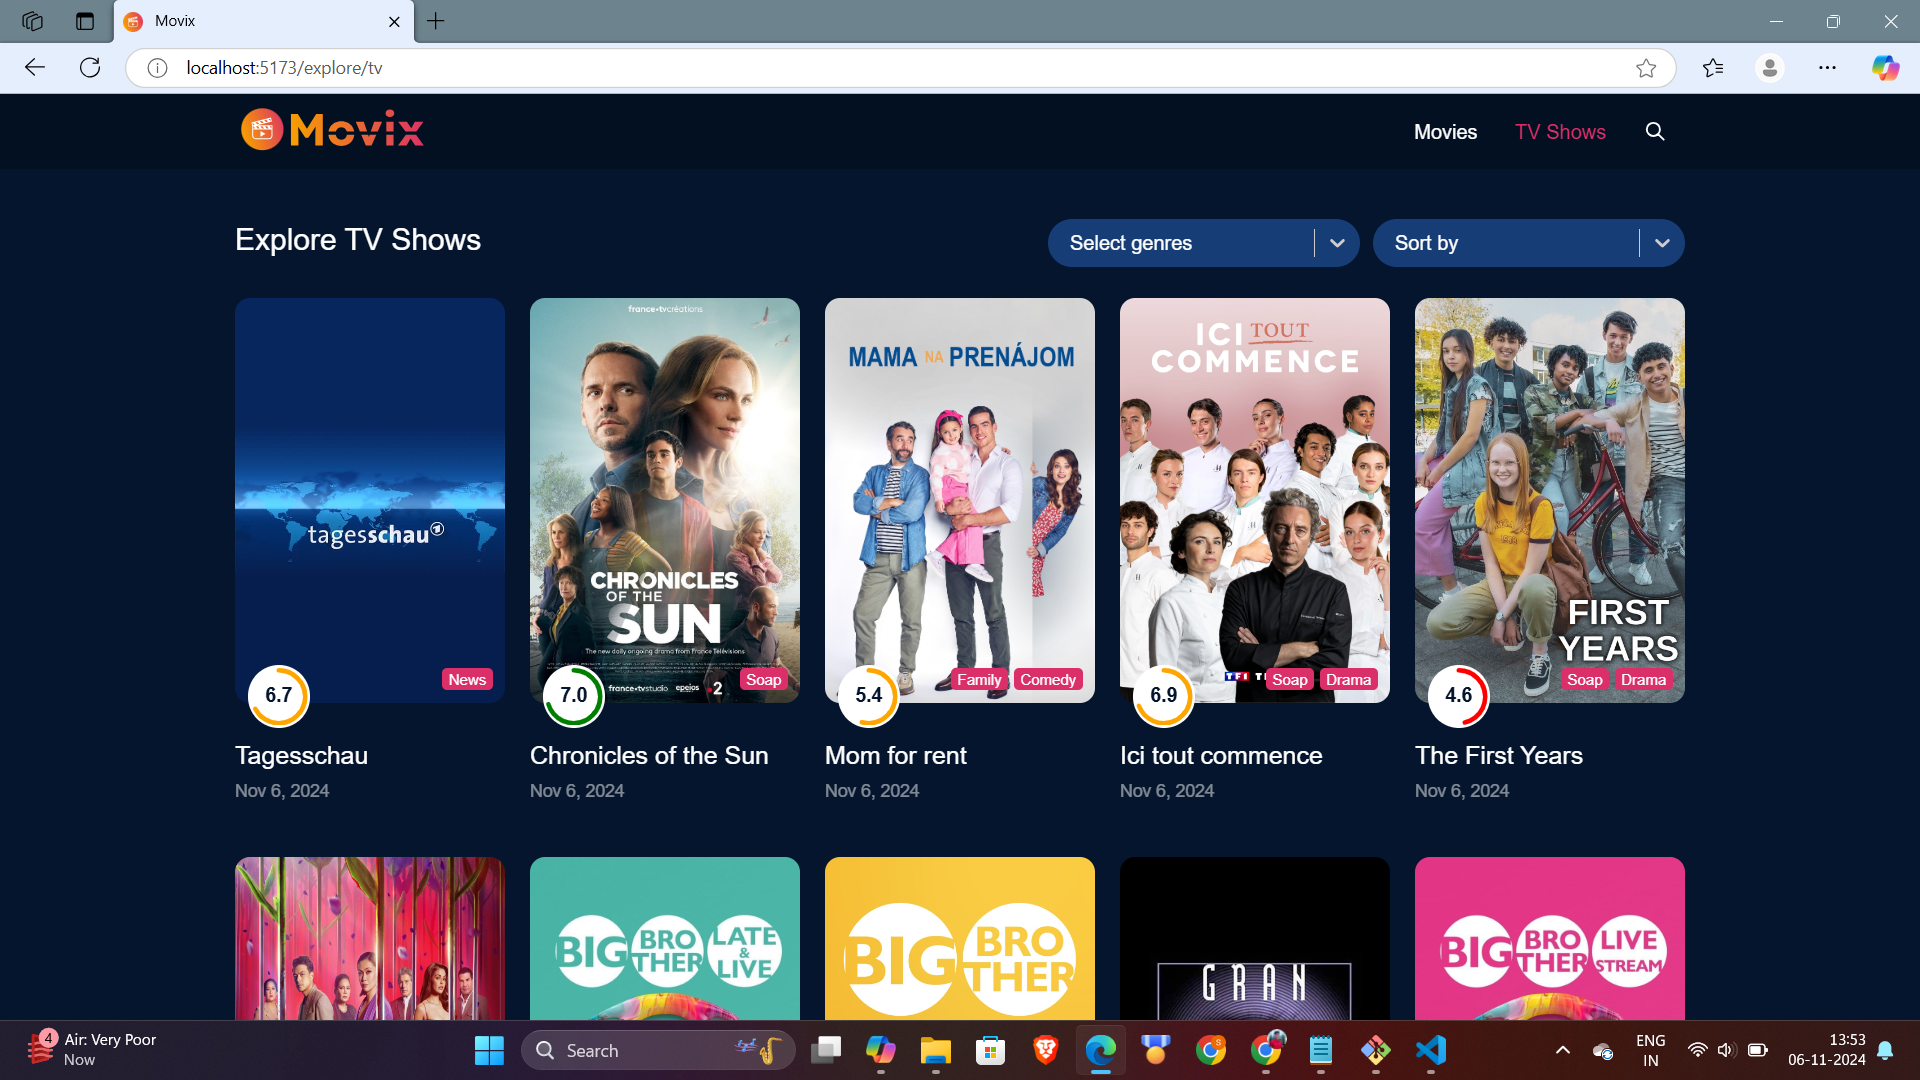 Movix
localhost:5173/explore/tv
Movix
Movies
TV Shows
Explore TV Shows
Select genres
Sort by
tagesschau
News
6.7
Tagesschau
Nov 6, 2024
france•tvcréations
CHRONICLES
OF THE
SUN
The new daily ongoing drama from France Télévisions
france•tvstudio epeios •2
Soap
7.0
Chronicles of the Sun
Nov 6, 2024
MAMA NA PRENÁJOM
Family
Comedy
5.4
Mom for rent
Nov 6, 2024
ICI TOUT
COMMENCE
TF1
Soap
Drama
6.9
Ici tout commence
Nov 6, 2024
FIRST
YEARS
Soap
Drama
4.6
The First Years
Nov 6, 2024
BIG BROTHER LATE & LIVE
BIG BROTHER
GRAN
BIG BROTHER LIVE STREAM
4
Air: Very Poor
Now
Search
ENG
IN
13:53
06-11-2024